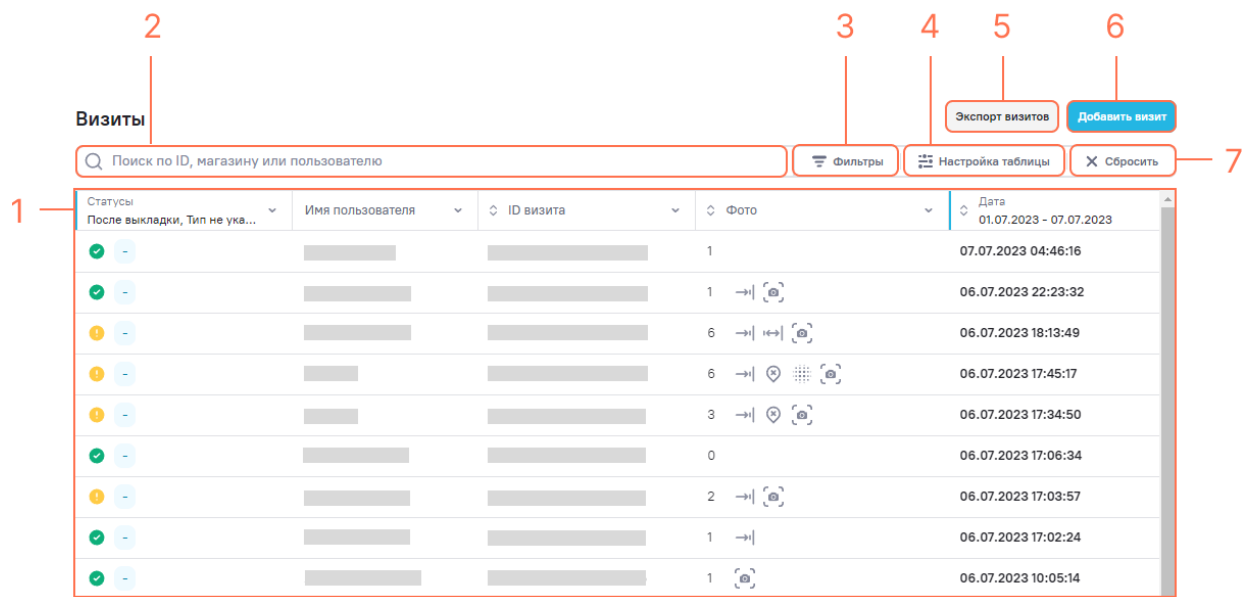 2 3 4 5 6
Визиты Экспорт визитов Добавить визит
Поиск по ID, магазину или пользователю Фильтры Настройка таблицы Сбросить 7
1 Статусы Имя пользователя ID визита Фото Дата
После выкладки, Тип не ука... 01.07.2023 - 07.07.2023
- 1 07.07.2023 04:46:16
- 1 06.07.2023 22:23:32
- 6 06.07.2023 18:13:49
- 6 06.07.2023 17:45:17
- 3 06.07.2023 17:34:50
- 0 06.07.2023 17:06:34
- 2 06.07.2023 17:03:57
- 1 06.07.2023 17:02:24
- 1 06.07.2023 10:05:14